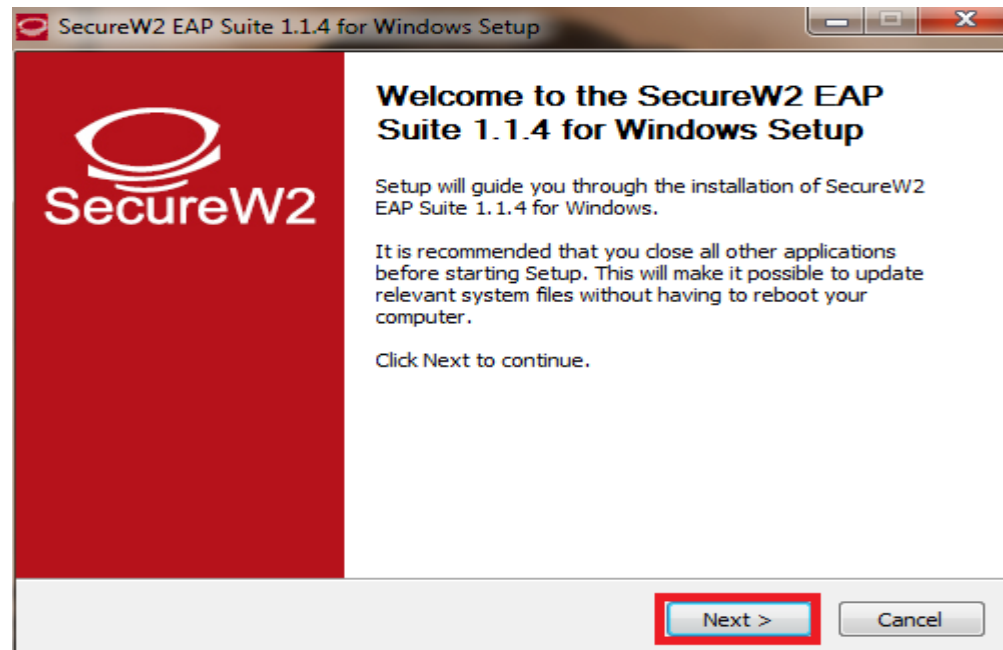 SecureW2 EAP Suite 1.1.4 for Windows Setup
Welcome to the SecureW2 EAP
Suite 1.1.4 for Windows Setup
SecureW2
Setup will guide you through the installation of SecureW2
EAP Suite 1.1.4 for Windows.
It is recommended that you close all other applications
before starting Setup. This will make it possible to update
relevant system files without having to reboot your
computer.
Click Next to continue.
Next >
Cancel